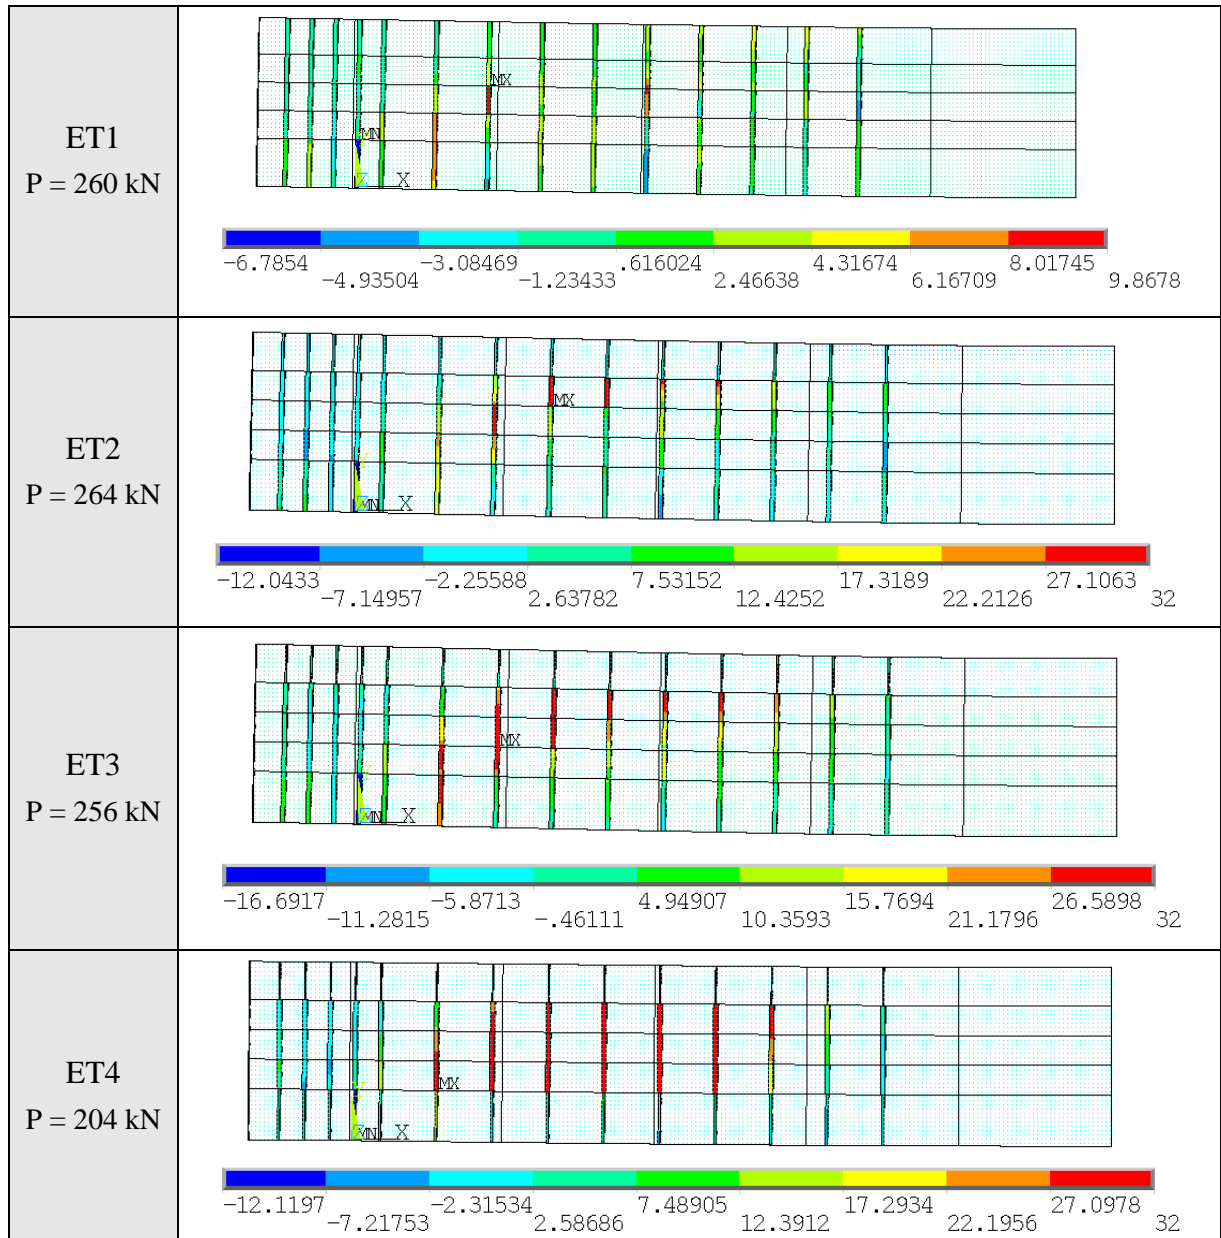 ET1
P = 260 kN
MX
MN
Z X
-6.7854 -3.08469 .616024 4.31674 8.01745
-4.93504 -1.23433 2.46638 6.16709 9.8678
ET2
P = 264 kN
MX
Y
MN X
-12.0433 -2.25588 7.53152 17.3189 27.1063
-7.14957 2.63782 12.4252 22.2126 32
ET3
P = 256 kN
MX
Y
MN X
-16.6917 -5.8713 4.94907 15.7694 26.5898
-11.2815 -.46111 10.3593 21.1796 32
ET4
P = 204 kN
MX
Y
MN X
-12.1197 -2.31534 7.48905 17.2934 27.0978
-7.21753 2.58686 12.3912 22.1956 32